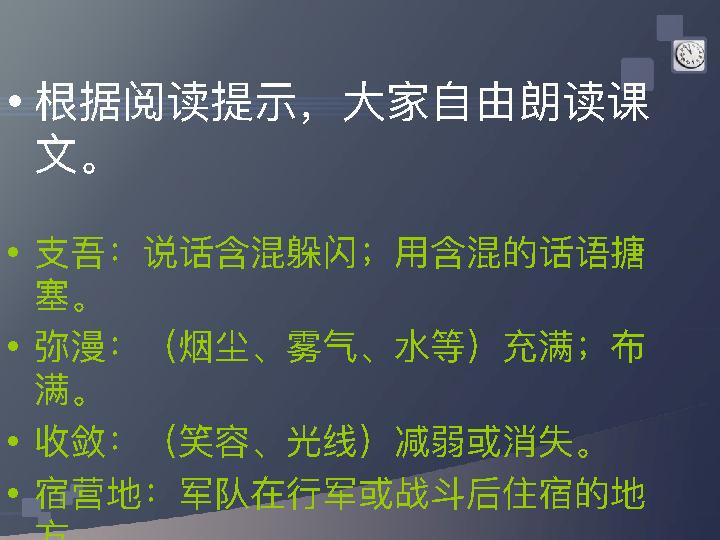 • 根据阅读提示，大家自由朗读课
文。
• 支吾：说话含混躲闪；用含混的话语搪
塞。
• 弥漫：（烟尘、雾气、水等）充满；布
满。
• 收敛：（笑容、光线）减弱或消失。
• 宿营地：军队在行军或战斗后住宿的地
方